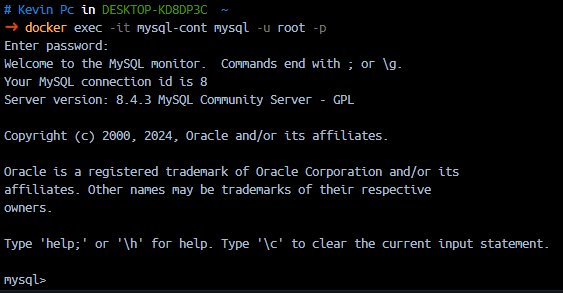 # Kevin Pc in DESKTOP-KD8DP3C ~
→ docker exec -it mysql-cont mysql -u root -p
Enter password:
Welcome to the MySQL monitor.  Commands end with ; or \g.
Your MySQL connection id is 8
Server version: 8.4.3 MySQL Community Server - GPL
Copyright (c) 2000, 2024, Oracle and/or its affiliates.
Oracle is a registered trademark of Oracle Corporation and/or its
affiliates. Other names may be trademarks of their respective
owners.
Type 'help;' or '\h' for help. Type '\c' to clear the current input statement.
mysql>